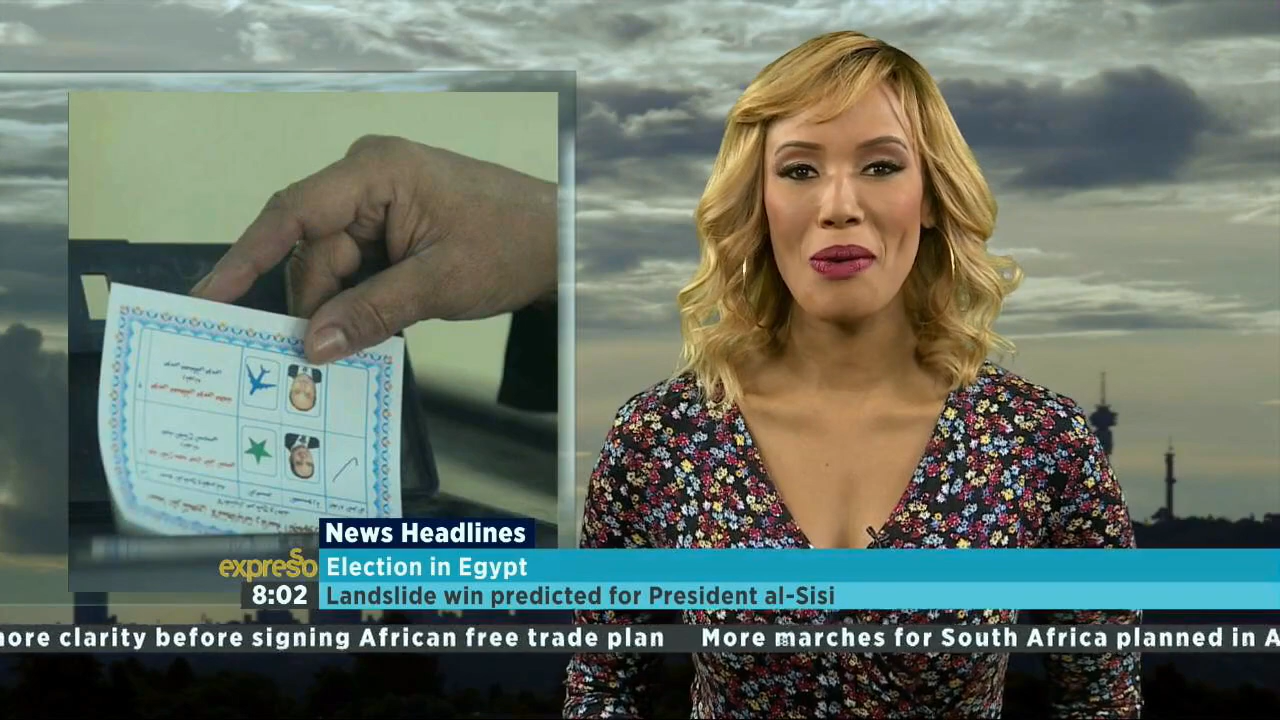 News Headlines
expresso
Election in Egypt
8:02
Landslide win predicted for President al-Sisi
more clarity before signing African free trade plan
More marches for South Africa planned in A